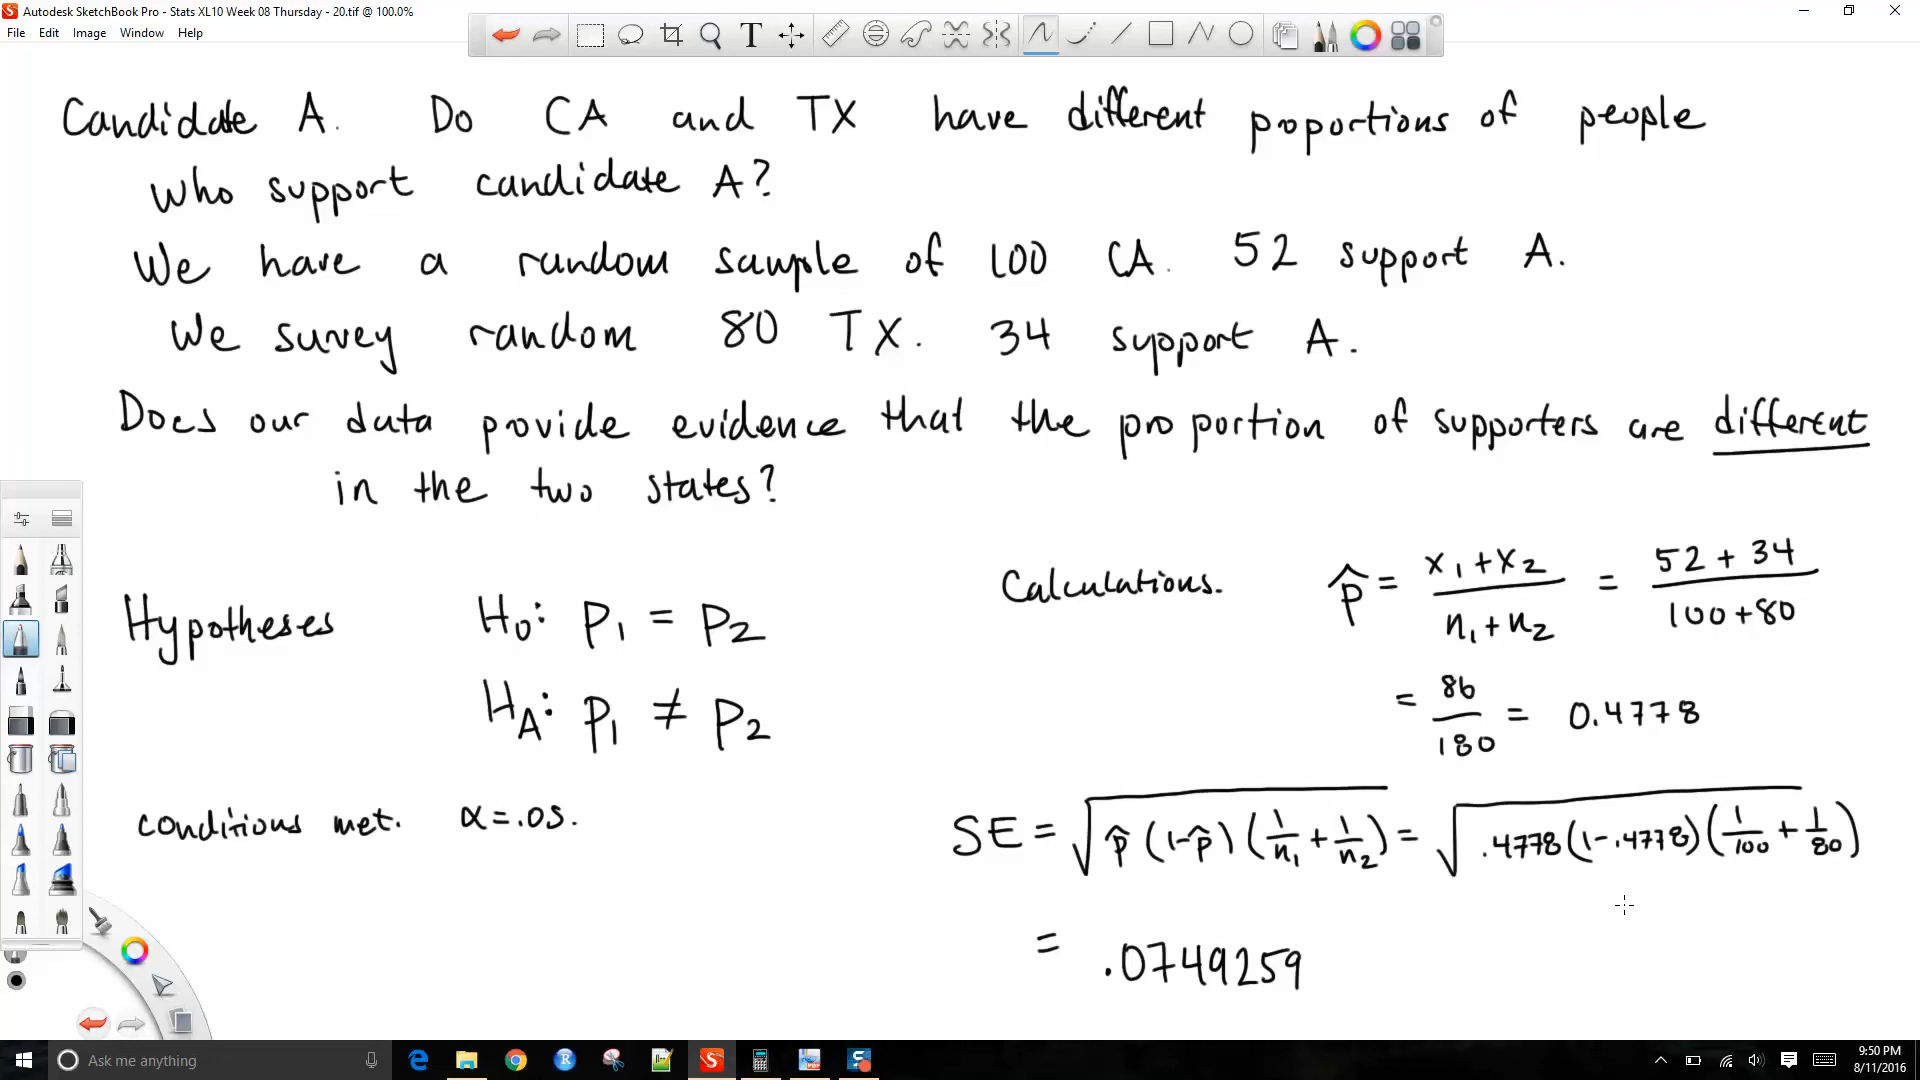 Autodesk SketchBook Pro - Stats XL10 Week 08 Thursday - 20.tif @ 100.0%
File Edit Image Window Help
Candidate A. Do CA and TX have different proportions of people
who support candidate A?
We have a random sample of 100 CA. 52 support A.
We survey random 80 TX. 34 support A.
Does our data provide evidence that the proportion of supporters are different
in the two states?
Hypotheses H₀: p₁ = p₂
H_A: p₁ ≠ p₂
conditions met. α = .05.
Calculations. p̂ = (x₁ + x₂)/(n₁ + n₂) = (52 + 34)/(100 + 80)
= 86/180 = 0.4778
SE = √(p̂ (1-p̂) (1/n₁ + 1/n₂)) = √(.4778 (1-.4778) (1/100 + 1/80))
= .0749259
Ask me anything
9:50 PM
8/11/2016